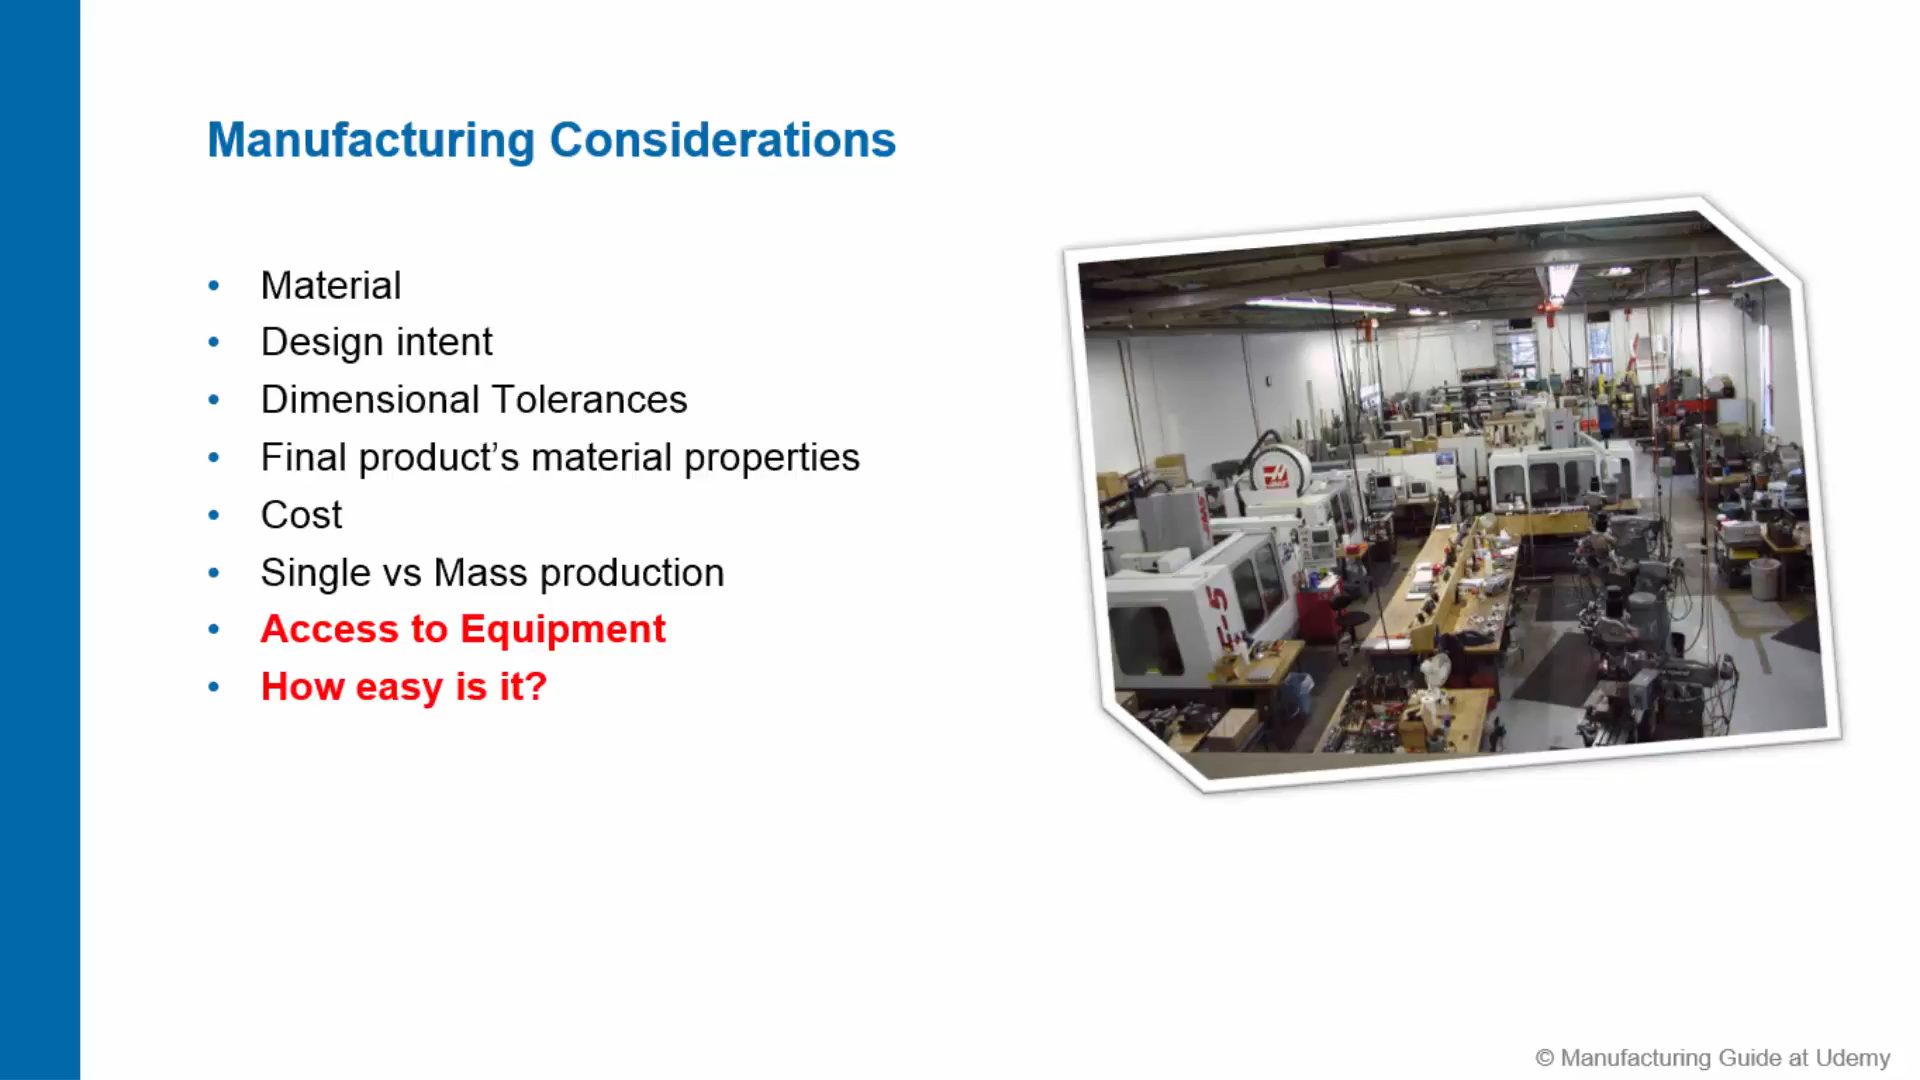 Manufacturing Considerations
• Material
• Design intent
• Dimensional Tolerances
• Final product’s material properties
• Cost
• Single vs Mass production
• Access to Equipment
• How easy is it?
© Manufacturing Guide at Udemy